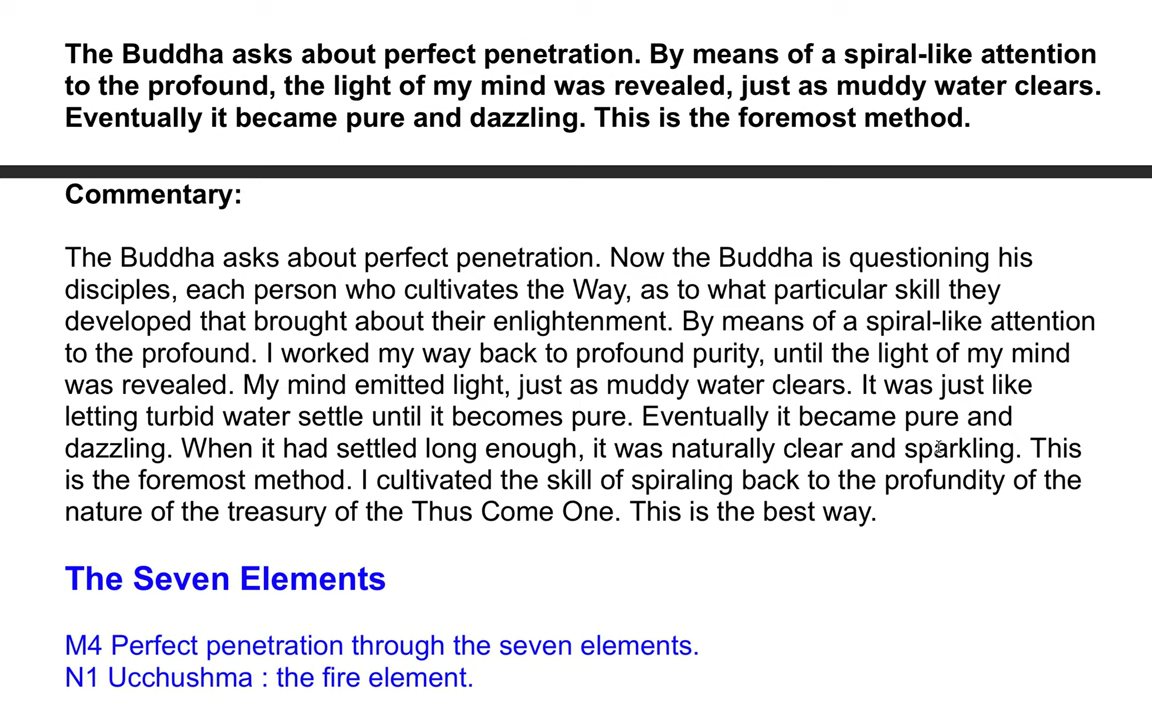 The Buddha asks about perfect penetration. By means of a spiral-like attention
to the profound, the light of my mind was revealed, just as muddy water clears.
Eventually it became pure and dazzling. This is the foremost method.
Commentary:
The Buddha asks about perfect penetration. Now the Buddha is questioning his
disciples, each person who cultivates the Way, as to what particular skill they
developed that brought about their enlightenment. By means of a spiral-like attention
to the profound. I worked my way back to profound purity, until the light of my mind
was revealed. My mind emitted light, just as muddy water clears. It was just like
letting turbid water settle until it becomes pure. Eventually it became pure and
dazzling. When it had settled long enough, it was naturally clear and sparkling. This
is the foremost method. I cultivated the skill of spiraling back to the profundity of the
nature of the treasury of the Thus Come One. This is the best way.
The Seven Elements
M4 Perfect penetration through the seven elements.
N1 Ucchushma : the fire element.